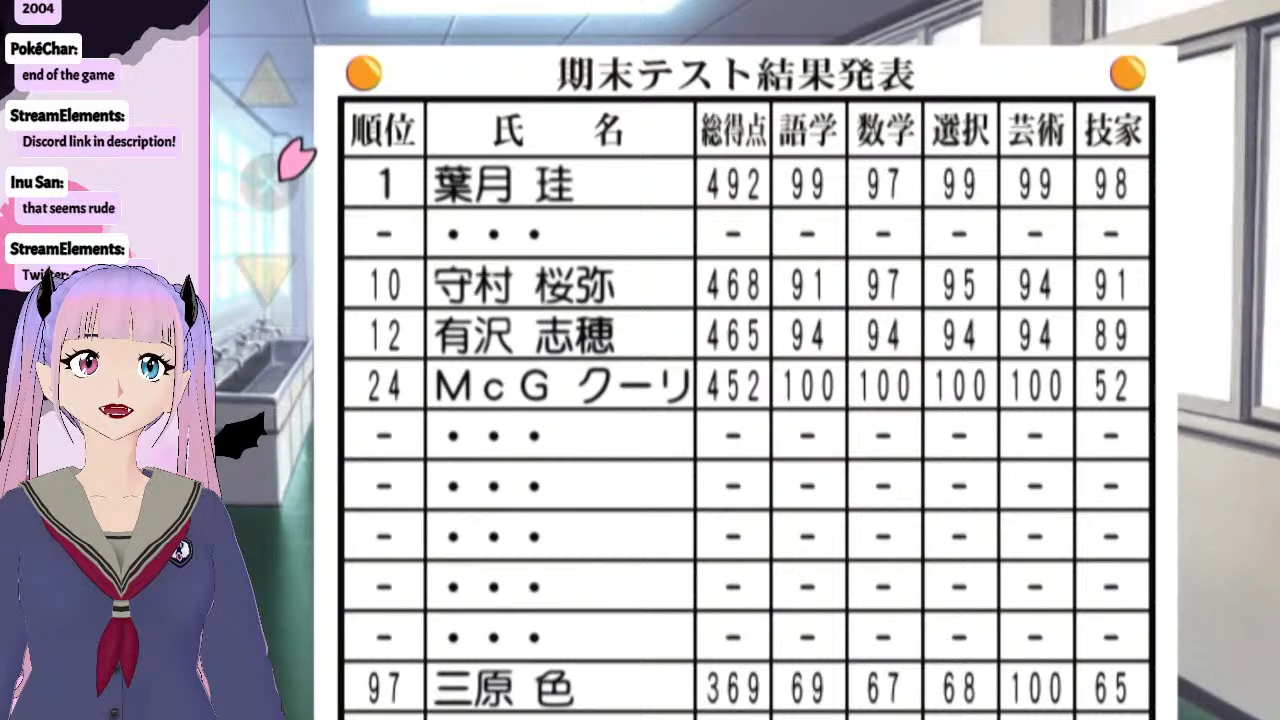 2004
PokéChar:
end of the game
StreamElements:
Discord link in description!
Inu San:
that seems rude
StreamElements:
期末テスト結果発表
順位 氏 名 総得点 語学 数学 選択 芸術 技家
1 葉月 珪 492 99 97 99 99 98
- ・・・ - - - - - -
10 守村 桜弥 468 91 97 95 94 91
12 有沢 志穂 465 94 94 94 94 89
24 McG クーリ 452 100 100 100 100 52
- ・・・ - - - - - -
- ・・・ - - - - - -
- ・・・ - - - - - -
- ・・・ - - - - - -
- ・・・ - - - - - -
97 三原 色 369 69 67 68 100 65